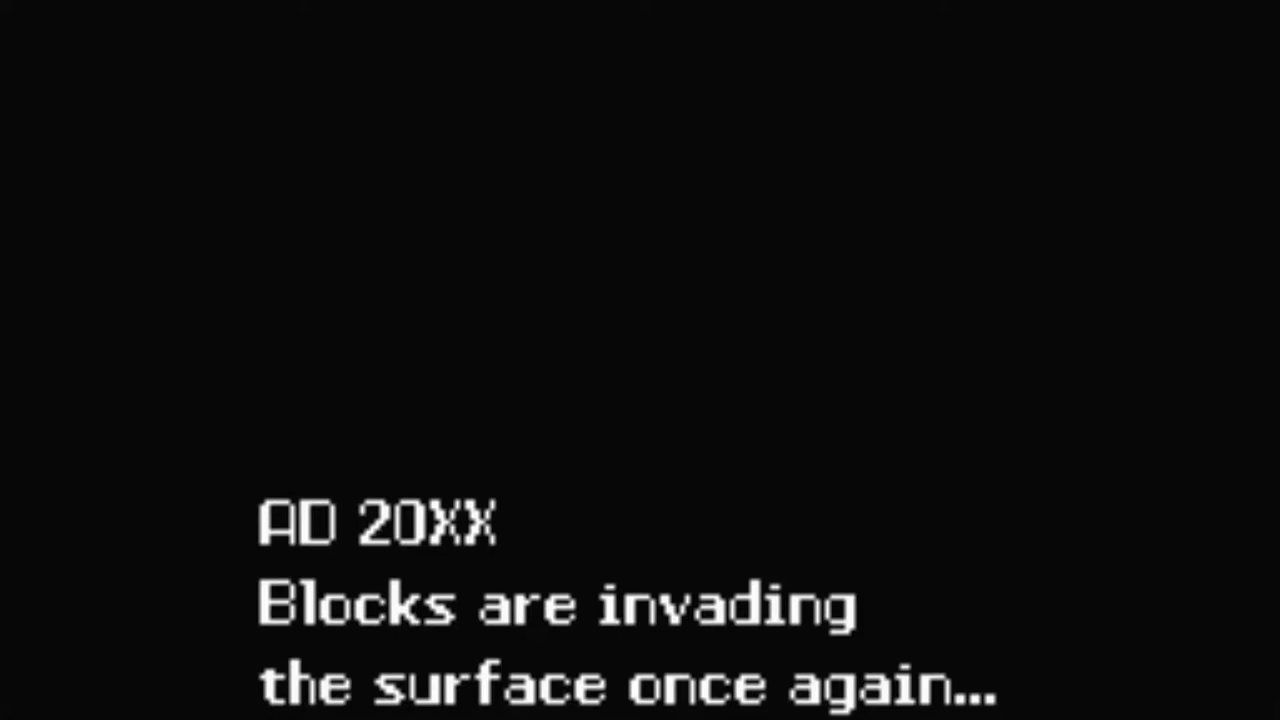 AD 20XX
Blocks are invading
the surface once again...